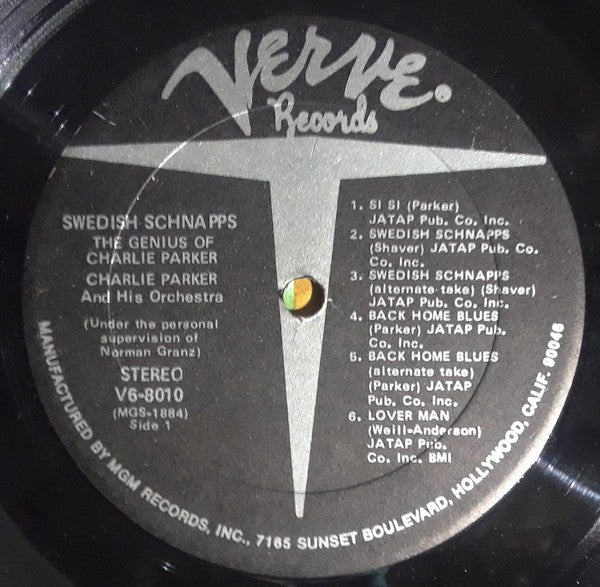 VERVE®
Records
SWEDISH SCHNAPPS
THE GENIUS OF
CHARLIE PARKER
CHARLIE PARKER
And His Orchestra
(Under the personal
supervision of
Norman Granz)
STEREO
V6-8010
(MGS-1884)
Side 1
1. SI SI (Parker)
JATAP Pub. Co. Inc.
2. SWEDISH SCHNAPPS
(Shaver) JATAP Pub. Co.
Co. Inc.
3. SWEDISH SCHNAPPS
(alternate take) (Shaver)
JATAP Pub. Co. Inc.
4. BACK HOME BLUES
(Parker) JATAP Pub.
Co. Inc.
5. BACK HOME BLUES
(alternate take)
(Parker) JATAP
Pub. Co. Inc.
6. LOVER MAN
(Weill-Anderson)
JATAP Pub.
Co. Inc. BMI
MANUFACTURED BY MGM RECORDS, INC., 7165 SUNSET BOULEVARD, HOLLYWOOD, CALIF. 90046